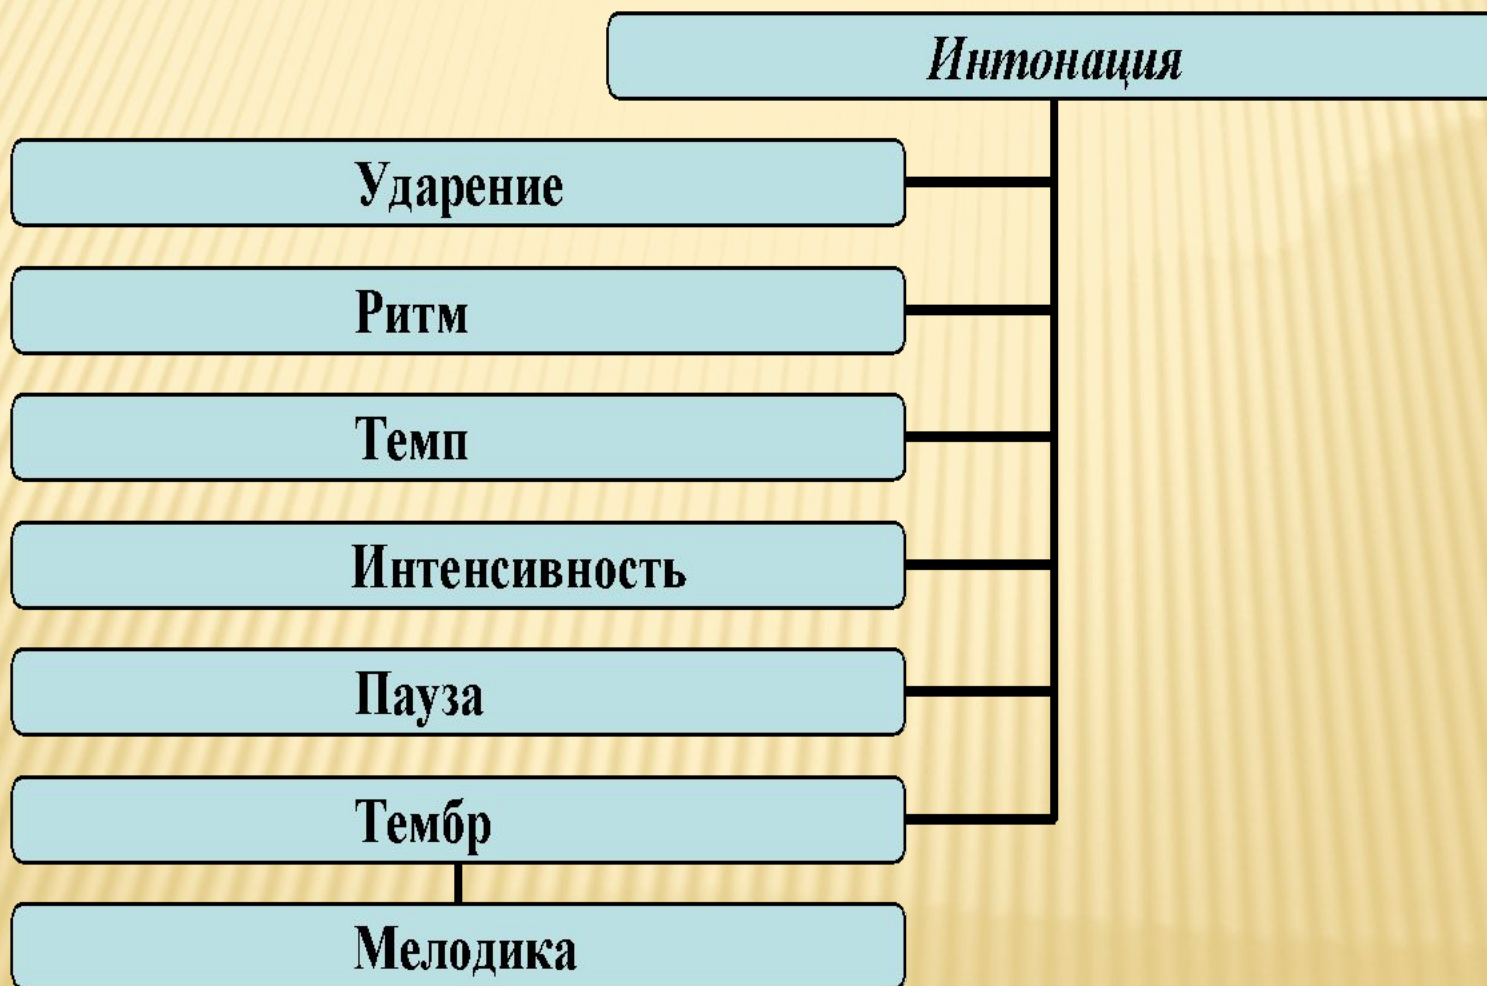 Интонация
Ударение
Ритм
Темп
Интенсивность
Пауза
Тембр
Мелодика